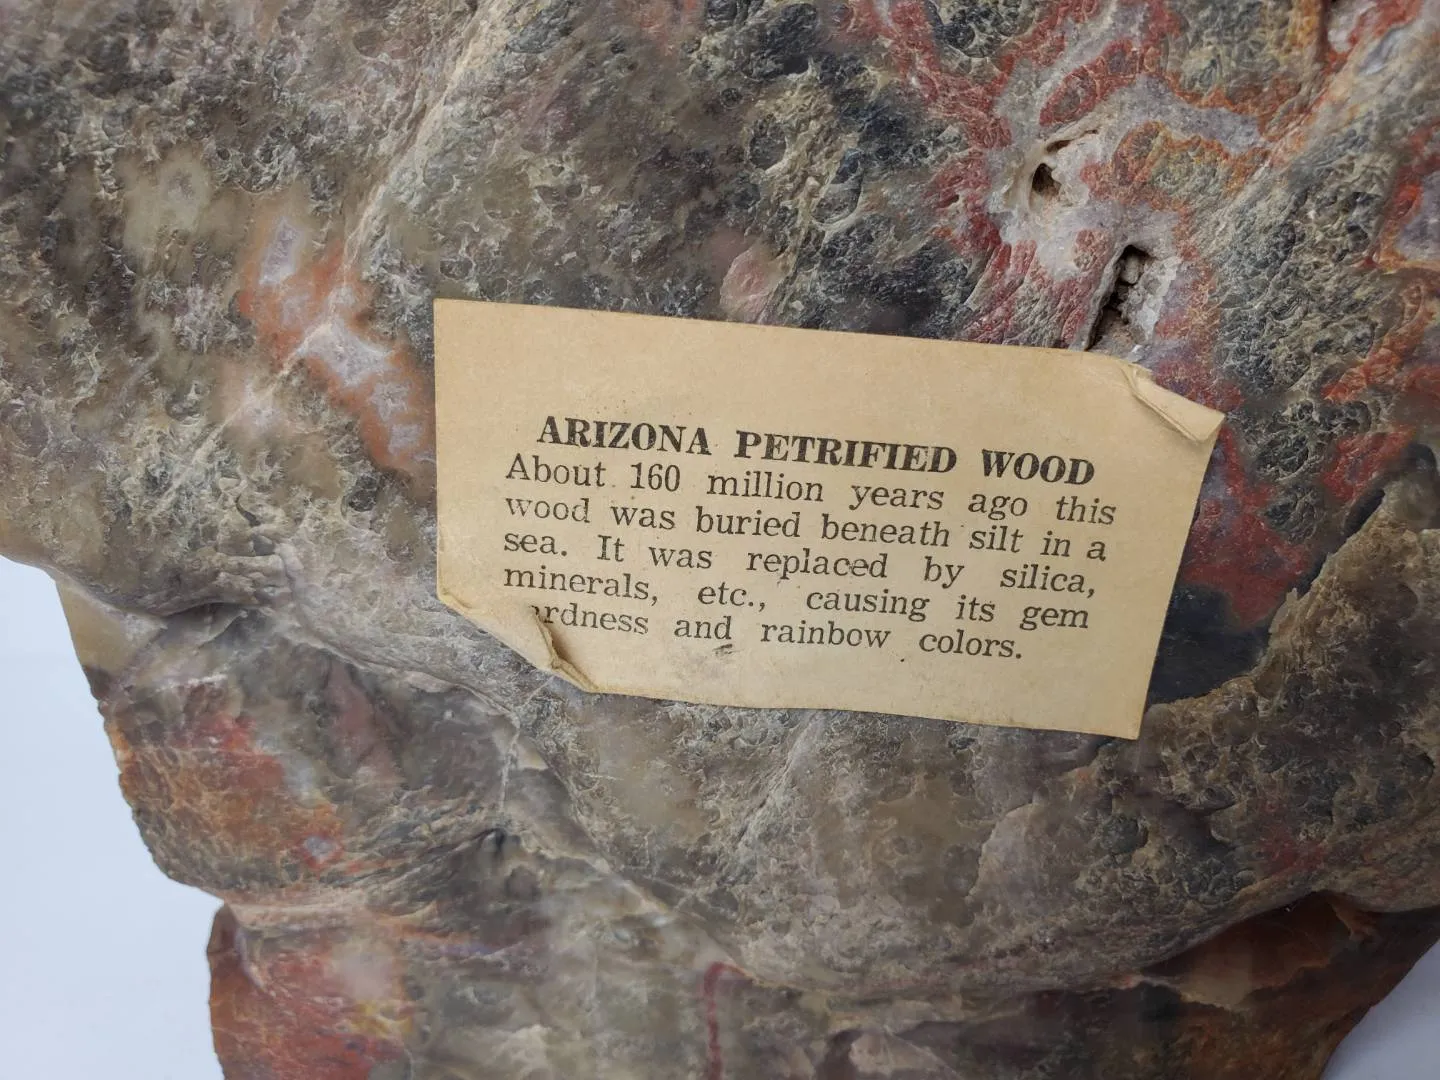 ARIZONA PETRIFIED WOOD
About 160 million years ago this
wood was buried beneath silt in a
sea. It was replaced by silica,
minerals, etc., causing its gem
ardness and rainbow colors.